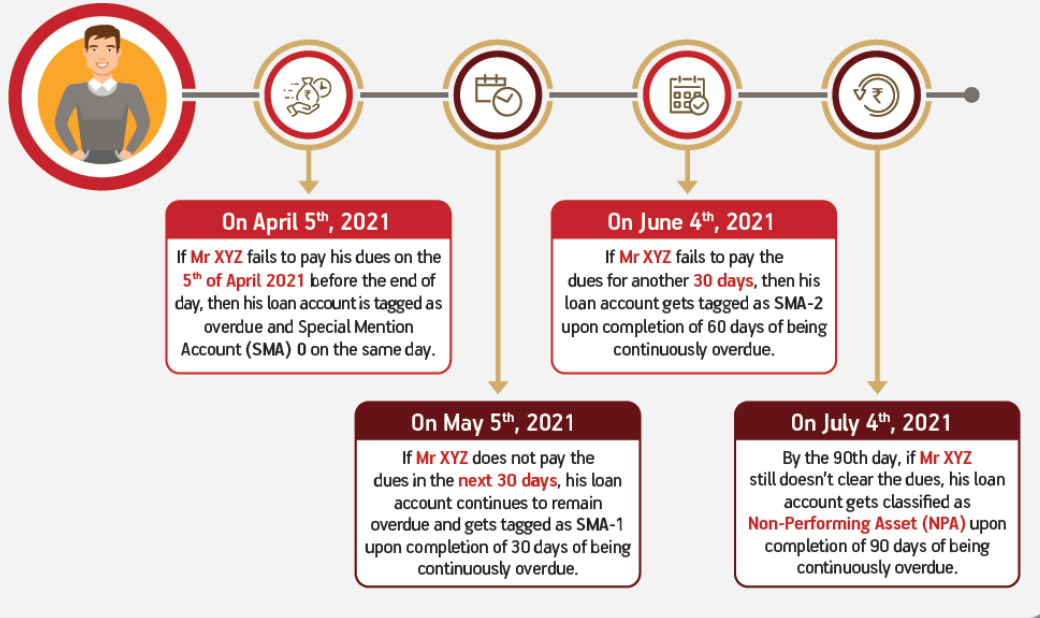 On April 5th, 2021
If Mr XYZ fails to pay his dues on the
5th of April 2021 before the end of
day, then his loan account is tagged as
overdue and Special Mention
Account (SMA) 0 on the same day.
On May 5th, 2021
If Mr XYZ does not pay the
dues in the next 30 days, his loan
account continues to remain
overdue and gets tagged as SMA-1
upon completion of 30 days of being
continuously overdue.
On June 4th, 2021
If Mr XYZ fails to pay the
dues for another 30 days, then his
loan account gets tagged as SMA-2
upon completion of 60 days of being
continuously overdue.
On July 4th, 2021
By the 90th day, if Mr XYZ
still doesn't clear the dues, his loan
account gets classified as
Non-Performing Asset (NPA) upon
completion of 90 days of being
continuously overdue.